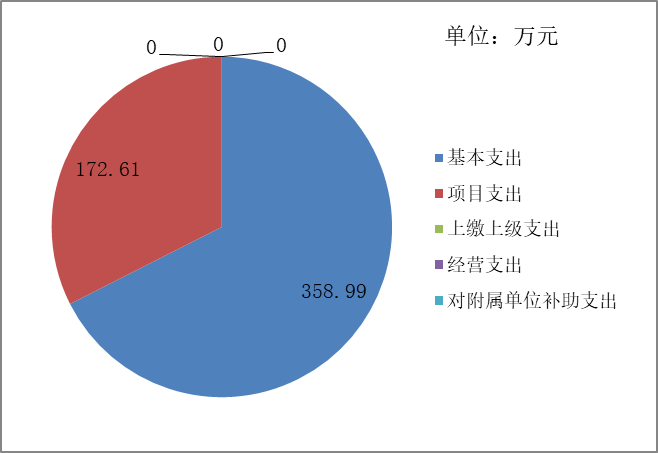 单位：万元
0
0
0
172.61
358.99
基本支出
项目支出
上缴上级支出
经营支出
对附属单位补助支出